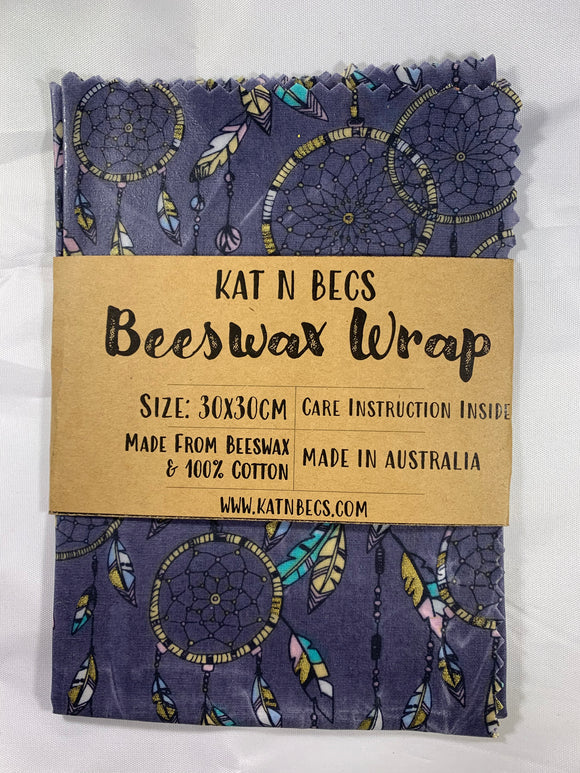 KAT N BECS
Beeswax Wrap
SIZE: 30X30CM
CARE INSTRUCTION INSIDE
MADE FROM BEESWAX
& 100% COTTON
MADE IN AUSTRALIA
WWW.KATNBECS.COM